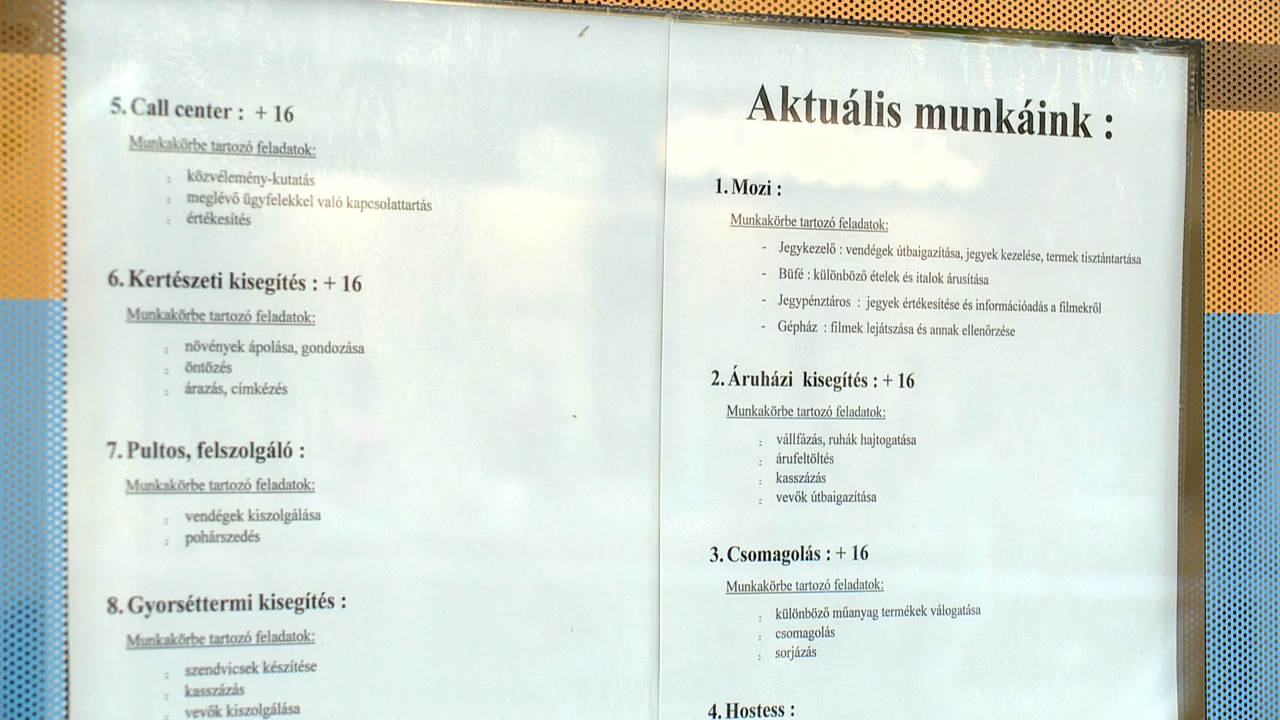 5. Call center : + 16
Munkakörbe tartozó feladatok:
- közvélemény-kutatás
- meglévő ügyfelekkel való kapcsolattartás
- értékesítés
6. Kertészeti kisegítés : + 16
Munkakörbe tartozó feladatok:
- növények ápolása, gondozása
- öntözés
- árazás, címkézés
7. Pultos, felszolgáló :
Munkakörbe tartozó feladatok:
- vendégek kiszolgálása
- pohárszedés
8. Gyorséttermi kisegítés :
Munkakörbe tartozó feladatok:
- szendvicsek készítése
- kasszázás
- vevők kiszolgálása
Aktuális munkáink :
1. Mozi :
Munkakörbe tartozó feladatok:
- Jegykezelő : vendégek útbaigazítása, jegyek kezelése, termek tisztántartása
- Büfé : különböző ételek és italok árusítása
- Jegypénztáros : jegyek értékesítése és információadás a filmekről
- Gépház : filmek lejátszása és annak ellenőrzése
2. Áruházi kisegítés : + 16
Munkakörbe tartozó feladatok:
- vállfázás, ruhák hajtogatása
- árufeltöltés
- kasszázás
- vevők útbaigazítása
3. Csomagolás : + 16
Munkakörbe tartozó feladatok:
- különböző műanyag termékek válogatása
- csomagolás
- sorjázás
4. Hostess :